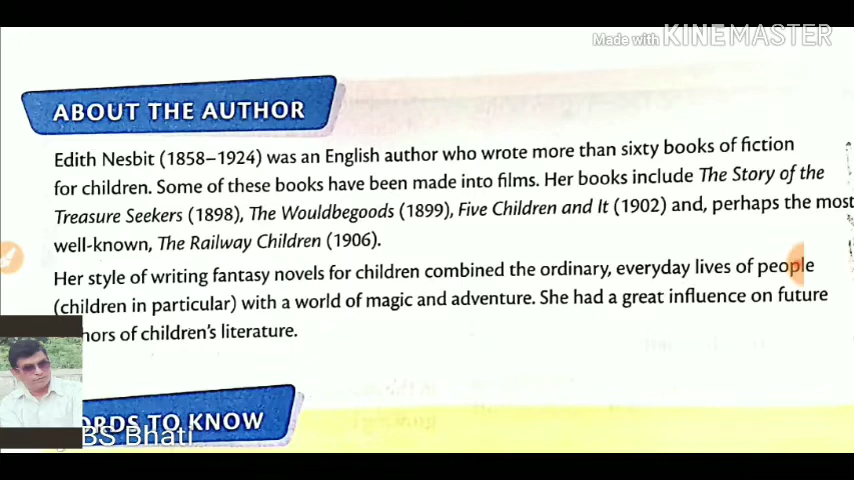 Made with KINEMASTER
ABOUT THE AUTHOR
Edith Nesbit (1858–1924) was an English author who wrote more than sixty books of fiction
for children. Some of these books have been made into films. Her books include The Story of the
Treasure Seekers (1898), The Wouldbegoods (1899), Five Children and It (1902) and, perhaps the most
well-known, The Railway Children (1906).
Her style of writing fantasy novels for children combined the ordinary, everyday lives of people
(children in particular) with a world of magic and adventure. She had a great influence on future
hors of children's literature.
ORDS TO KNOW
BS Bhati